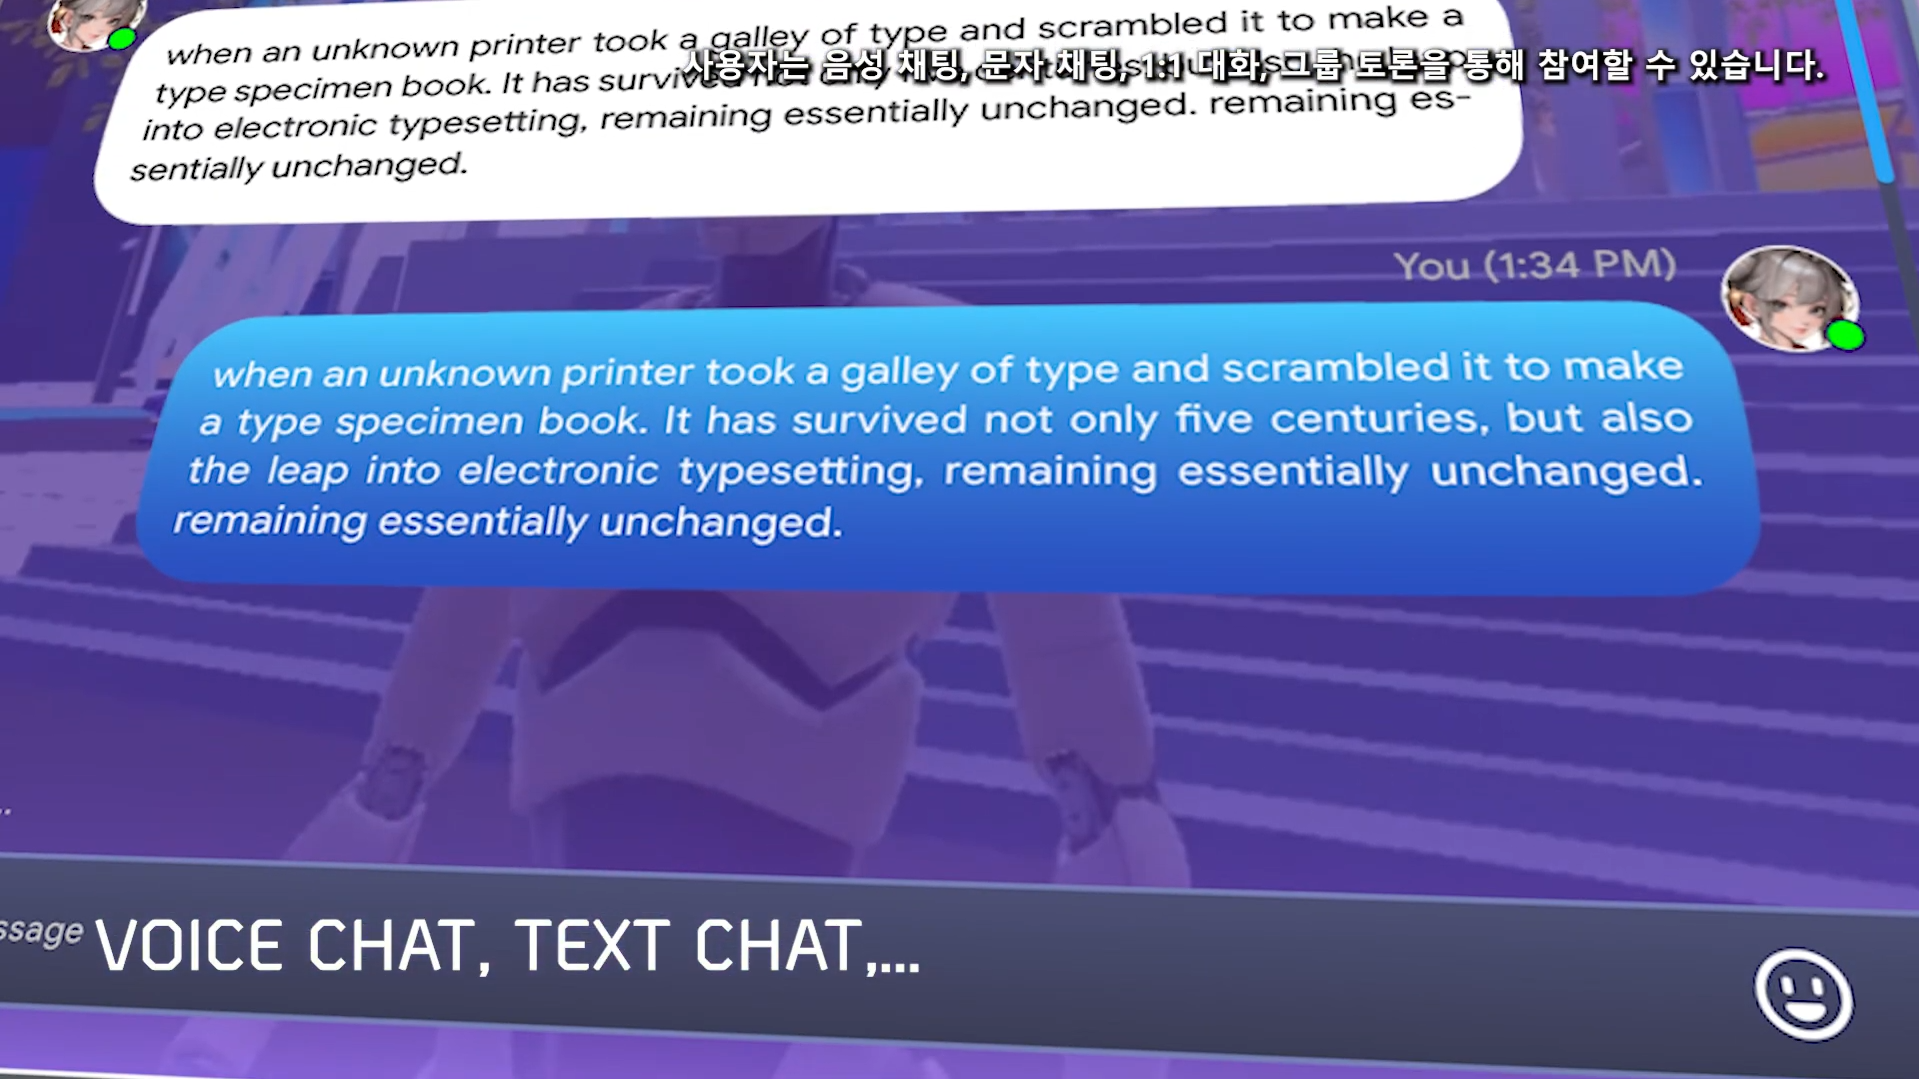 when an unknown printer took a galley of type and scrambled it to make a
type specimen book. It has survived not only
into electronic typesetting, remaining essentially unchanged. remaining es-
sentially unchanged.
사용자는 음성 채팅, 문자 채팅, 1:1 대화, 그룹 토론을 통해 참여할 수 있습니다.
You (1:34 PM)
when an unknown printer took a galley of type and scrambled it to make
a type specimen book. It has survived not only five centuries, but also
the leap into electronic typesetting, remaining essentially unchanged.
remaining essentially unchanged.
..
ssage
VOICE CHAT, TEXT CHAT,...